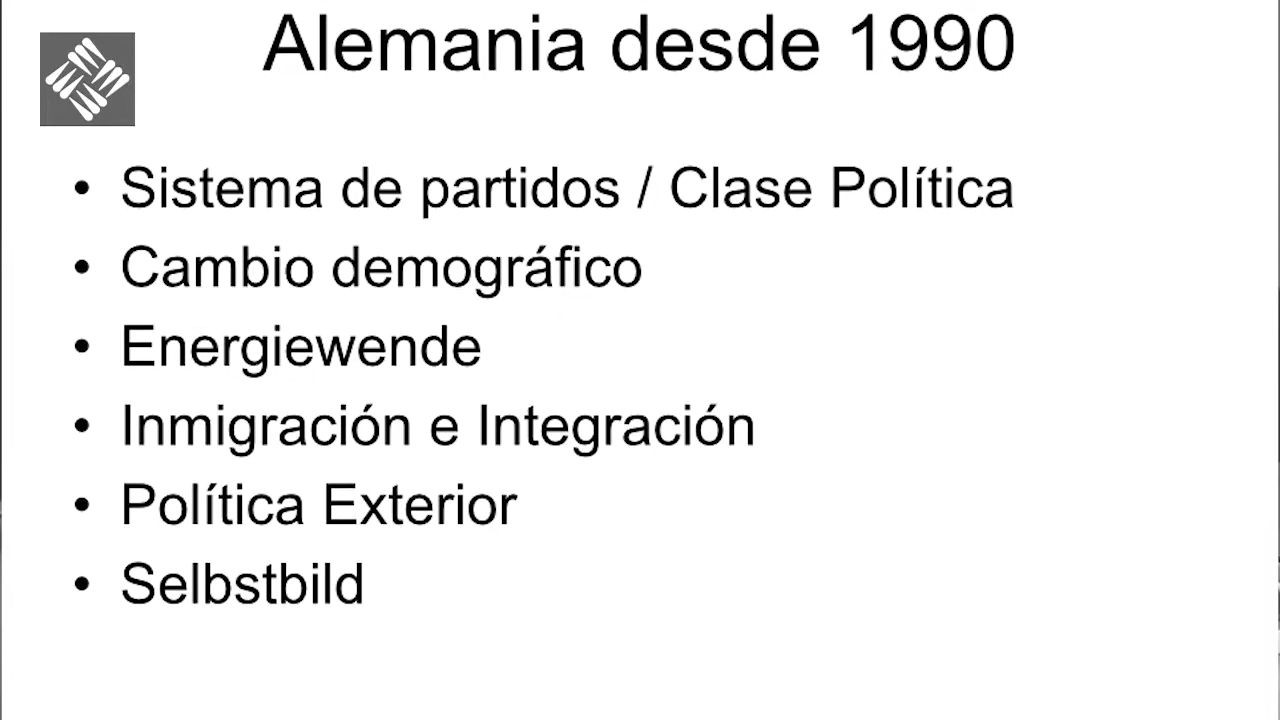 Alemania desde 1990
• Sistema de partidos / Clase Política
• Cambio demográfico
• Energiewende
• Inmigración e Integración
• Política Exterior
• Selbstbild